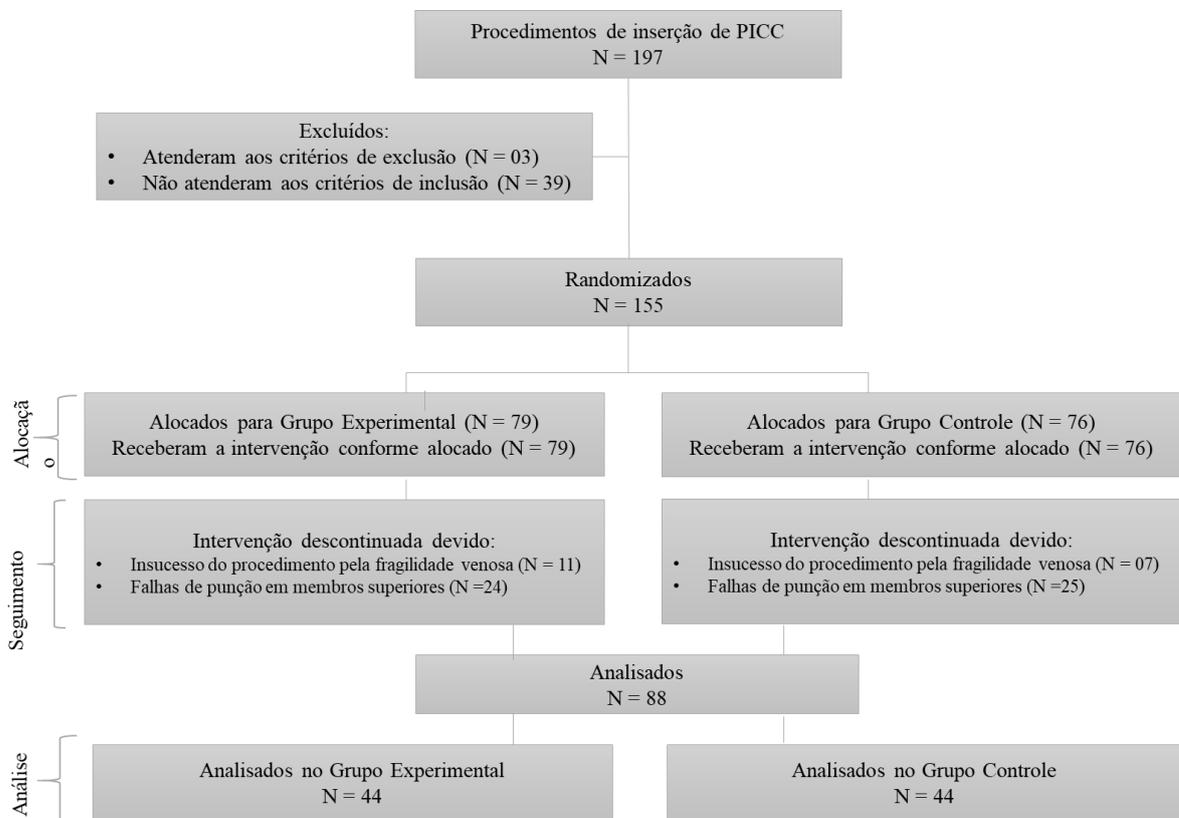 Procedimentos de inserção de PICC
N = 197
Excluídos:
• Atenderam aos critérios de exclusão (N = 03)
• Não atenderam aos critérios de inclusão (N = 39)
Randomizados
N = 155
Alocaçã
o
Alocados para Grupo Experimental (N = 79)
Receberam a intervenção conforme alocado (N = 79)
Alocados para Grupo Controle (N = 76)
Receberam a intervenção conforme alocado (N = 76)
Seguimento
Intervenção descontinuada devido:
• Insucesso do procedimento pela fragilidade venosa (N = 11)
• Falhas de punção em membros superiores (N =24)
Intervenção descontinuada devido:
• Insucesso do procedimento pela fragilidade venosa (N = 07)
• Falhas de punção em membros superiores (N =25)
Analisados
N = 88
Análise
Analisados no Grupo Experimental
N = 44
Analisados no Grupo Controle
N = 44